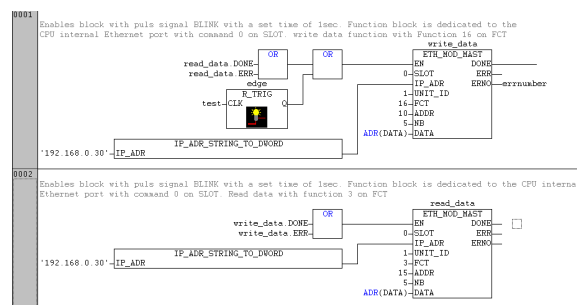 0001
Enables block with puls signal BLINK with a set time of 1sec. Function block is dedicated to the
CPU internal Ethernet port with command 0 on SLOT. write data function with Function 16 on FCT
write_data
OR OR ETH_MOD_MAST
read_data.DONE EN DONE
read_data.ERR 0 SLOT ERR
edge IP_ADR ERNO errnumber
R_TRIG 1 UNIT_ID
test CLK Q 16 FCT
10 ADDR
5 NB
ADR(DATA) DATA
IP_ADR_STRING_TO_DWORD
'192.168.0.30' IP_ADR
0002
Enables block with puls signal BLINK with a set time of 1sec. Function block is dedicated to the CPU interna
Ethernet port with command 0 on SLOT. Read data with function 3 on FCT
read_data
OR ETH_MOD_MAST
write_data.DONE EN DONE
write_data.ERR 0 SLOT ERR
IP_ADR ERNO
IP_ADR_STRING_TO_DWORD 1 UNIT_ID
'192.168.0.30' IP_ADR 3 FCT
15 ADDR
5 NB
ADR(DATA) DATA